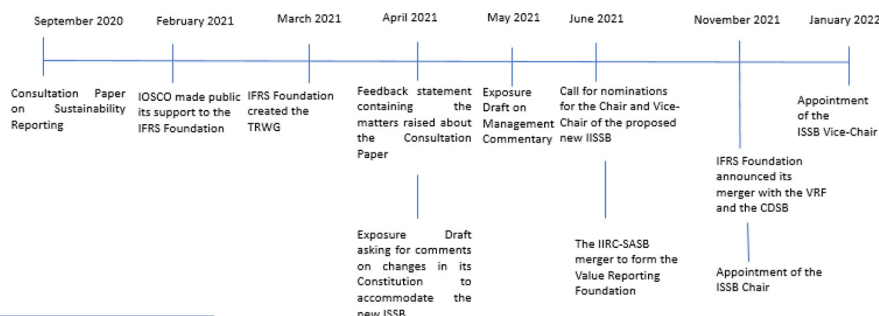 September 2020
February 2021
March 2021
April 2021
May 2021
June 2021
November 2021
January 2022
Consultation Paper
on Sustainability
Reporting
IOSCO made public
its support to the
IFRS Foundation
IFRS Foundation
created the
TRWG
Feedback statement
containing the
matters raised about
the Consultation
Paper
Exposure Draft
asking for comments
on changes in its
Constitution to
accommodate the
new ISSB
Exposure
Draft on
Management
Commentary
Call for nominations
for the Chair and Vice-
Chair of the proposed
new IISSB
The IIRC-SASB
merger to form the
Value Reporting
Foundation
IFRS Foundation
announced its
merger with the VRF
and the CDSB
Appointment of the
ISSB Chair
Appointment
of the
ISSB Vice-Chair